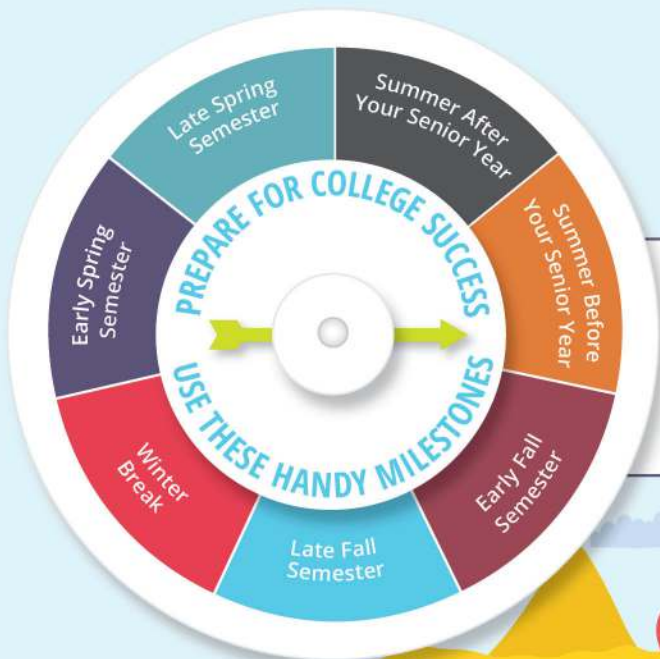 PREPARE FOR COLLEGE SUCCESS
USE THESE HANDY MILESTONES
Summer After
Your Senior Year
Summer Before
Your Senior Year
Early Fall
Semester
Late Fall
Semester
Winter
Break
Early Spring
Semester
Late Spring
Semester